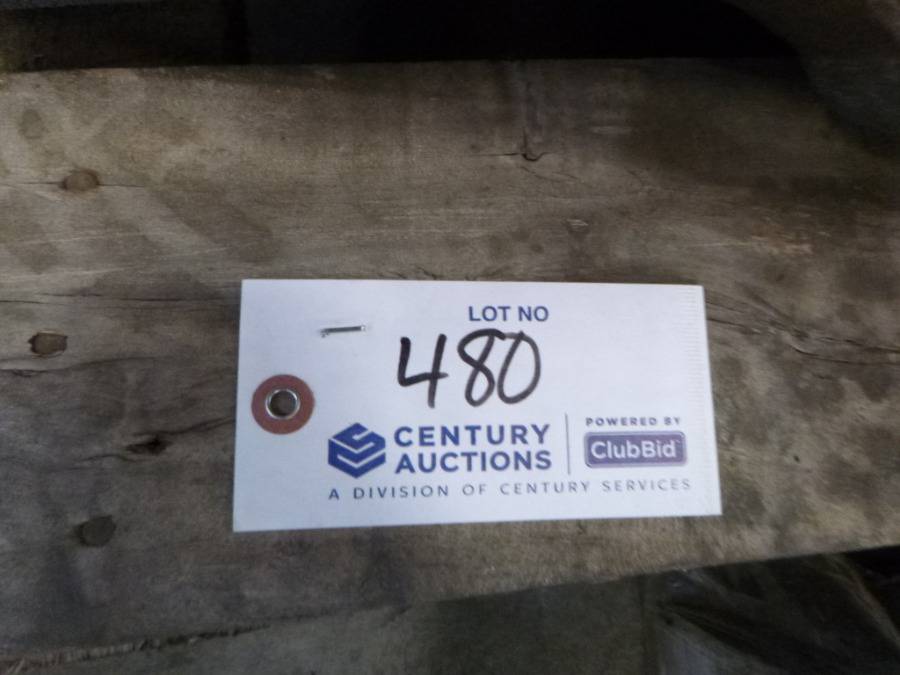 LOT NO
480
CENTURY
AUCTIONS
POWERED BY
ClubBid
A DIVISION OF CENTURY SERVICES